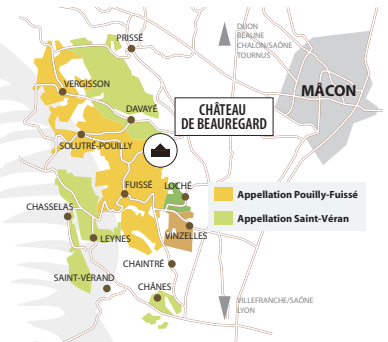 DIJON
BEAUNE
CHALON/SAÔNE
TOURNUS
PRISSÉ
VERGISSON
MÂCON
DAVAYÉ
CHÂTEAU
DE BEAUREGARD
SOLUTRÉ-POUILLY
FUISSÉ
LOCHÉ
Appellation Pouilly-Fuissé
CHASSELAS
Appellation Saint-Véran
LEYNES
VINZELLES
CHAINTRÉ
SAINT-VÉRAND
CHÂNES
VILLEFRANCHE/SAÔNE
LYON